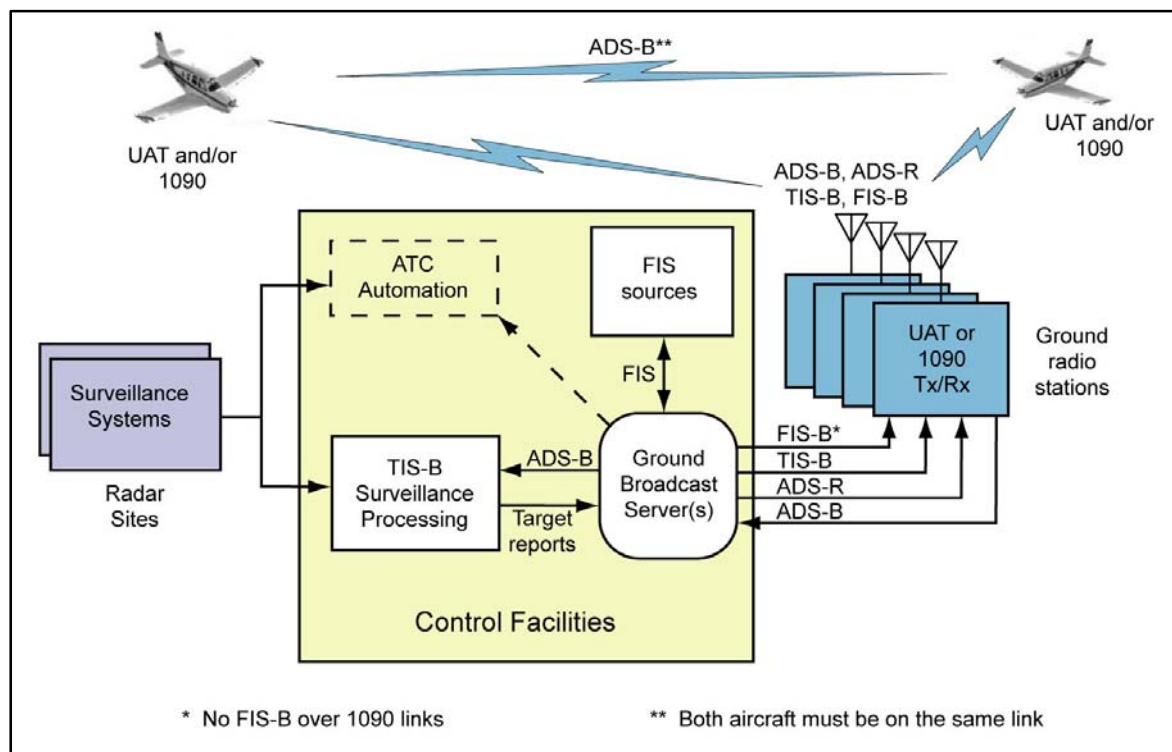 ADS-B**
UAT and/or
1090
UAT and/or
1090
ADS-B, ADS-R
TIS-B, FIS-B
ATC
Automation
FIS
sources
UAT or
1090
Tx/Rx
Ground
radio
stations
Surveillance
Systems
Radar
Sites
FIS
TIS-B
Surveillance
Processing
ADS-B
Target
reports
Ground
Broadcast
Server(s)
FIS-B*
TIS-B
ADS-R
ADS-B
Control Facilities
* No FIS-B over 1090 links
** Both aircraft must be on the same link